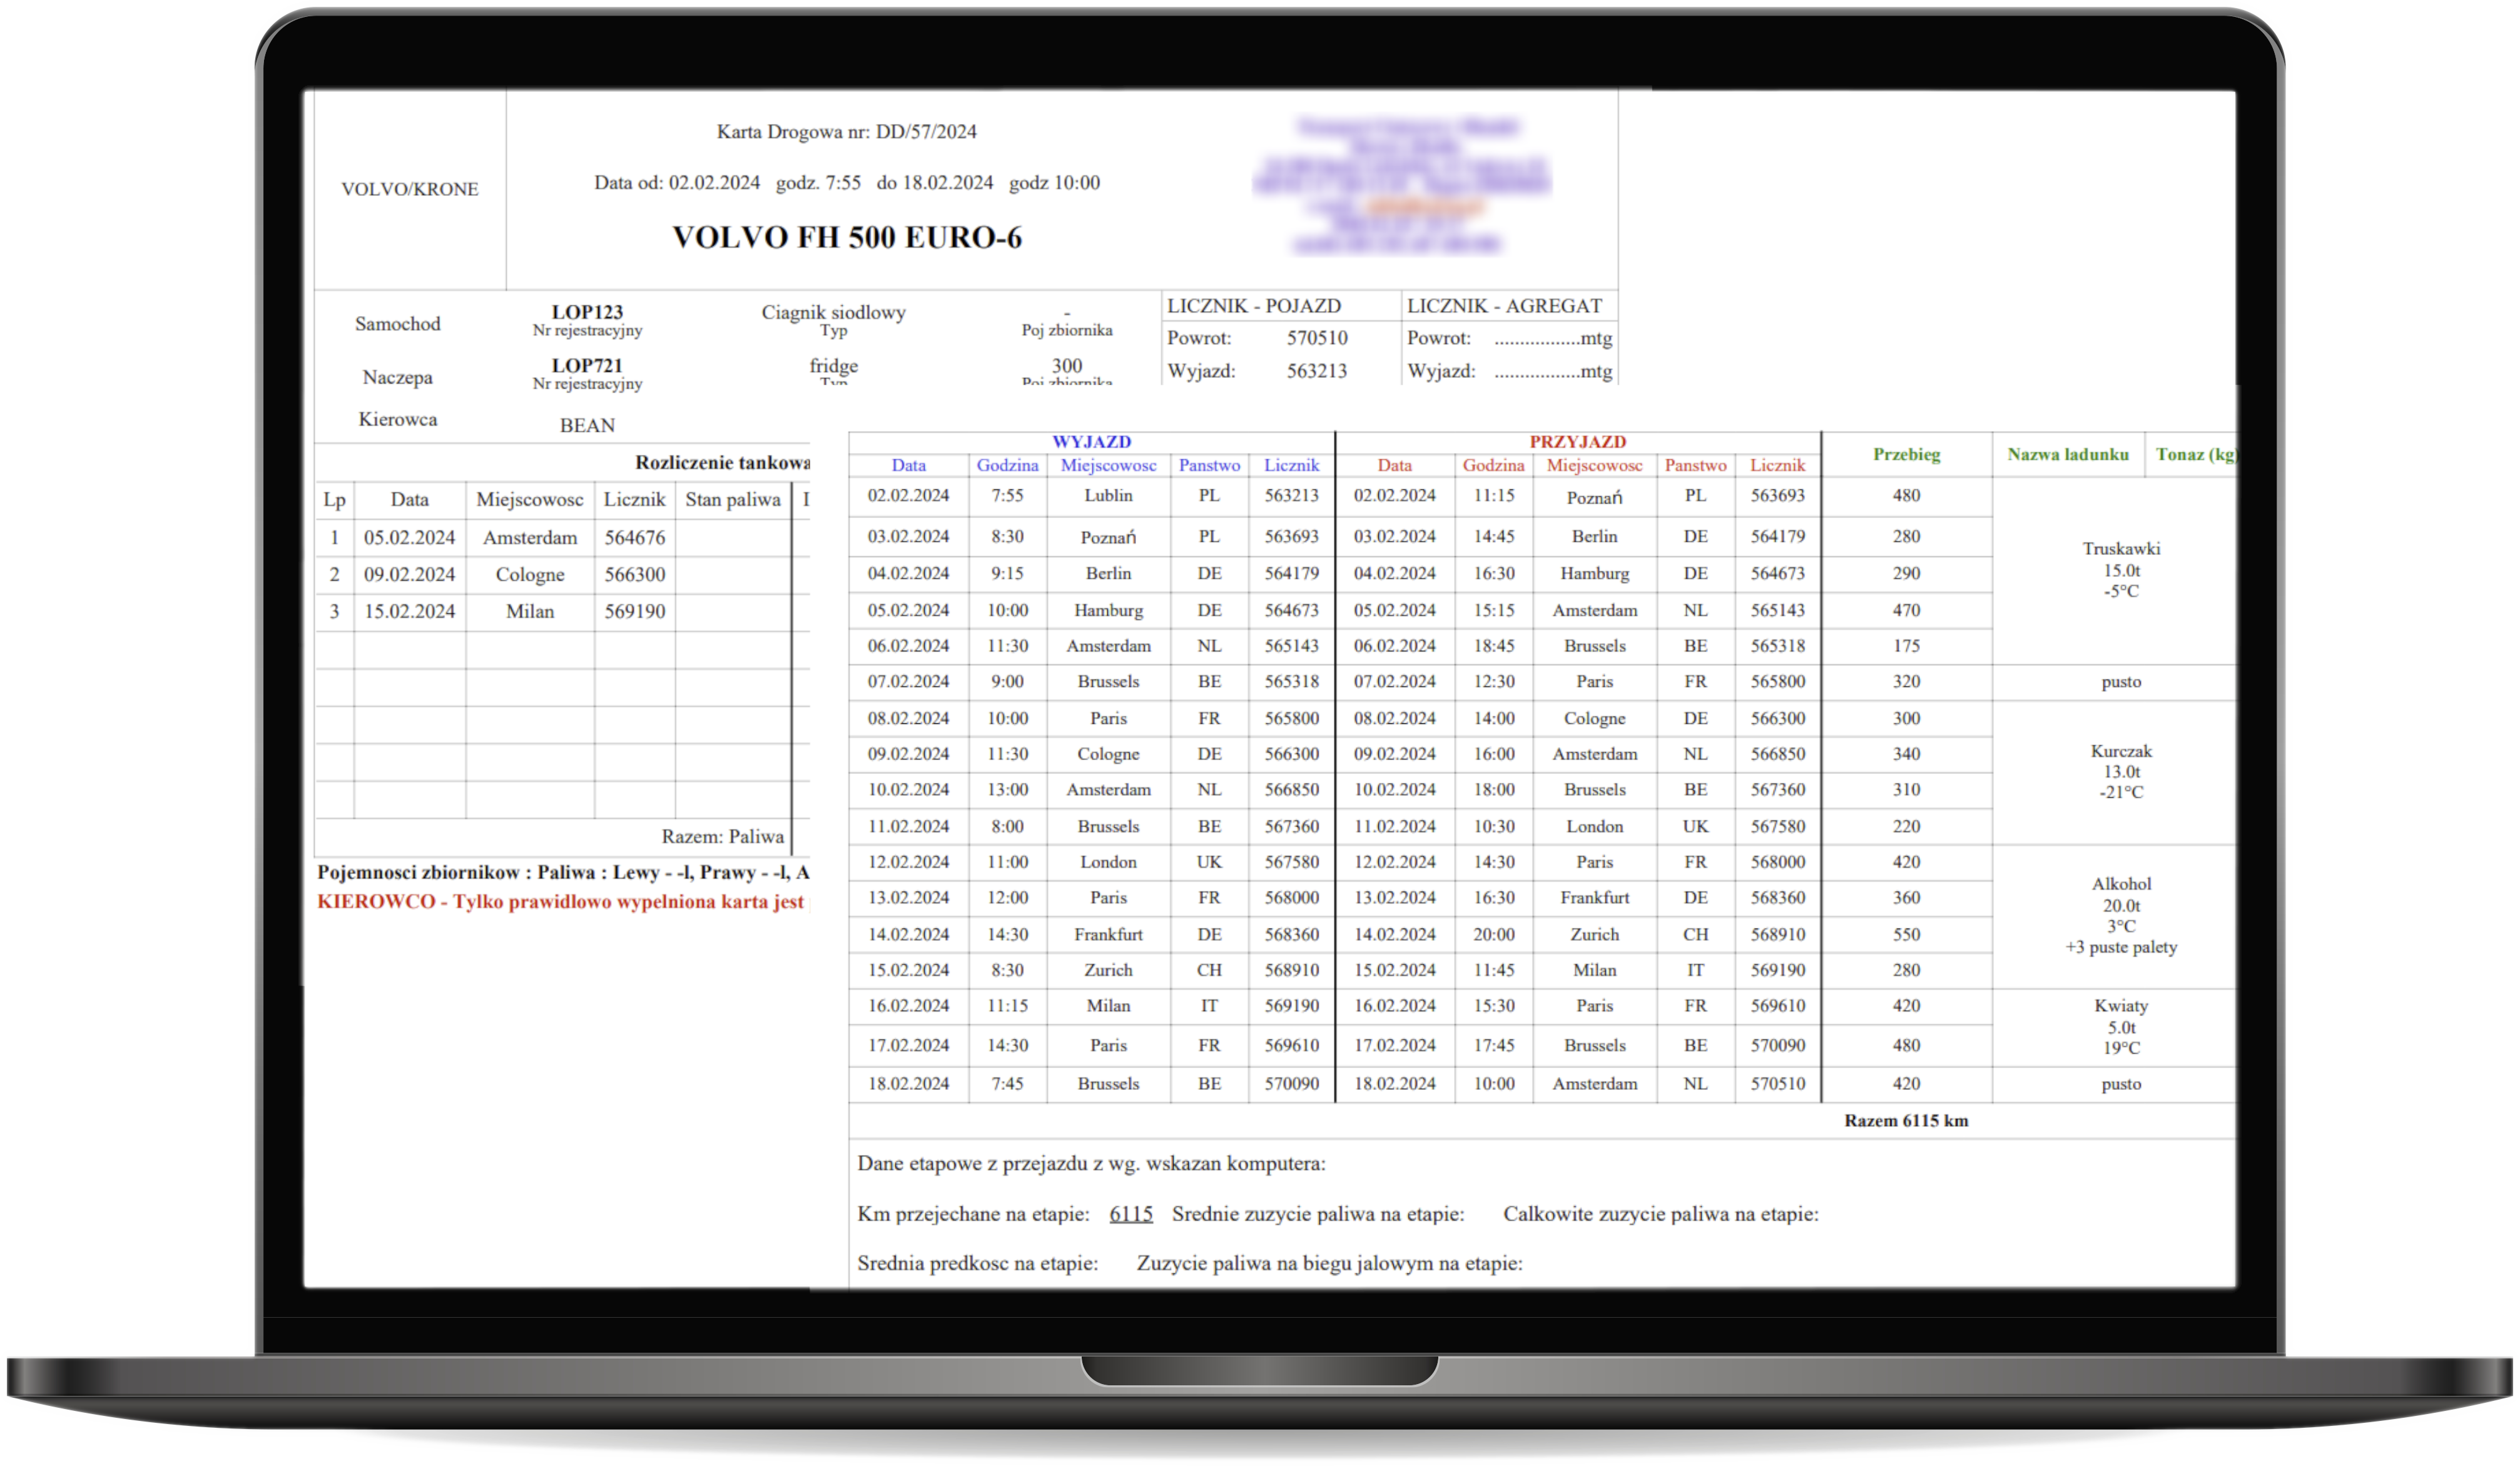 VOLVO/KRONE
Karta Drogowa nr: DD/57/2024
Data od: 02.02.2024 godz. 7:55 do 18.02.2024 godz 10:00
VOLVO FH 500 EURO-6
Samochod LOP123 Ciagnik siodlowy -
Nr rejestracyjny Typ Poj zbiornika
Naczepa LOP721 fridge 300
Nr rejestracyjny Typ Poj zbiornika
Kierowca BEAN
LICZNIK - POJAZD LICZNIK - AGREGAT
Powrot: 570510 Powrot: .................mtg
Wyjazd: 563213 Wyjazd: .................mtg
Rozliczenie tankowa
Lp Data Miejscowosc Licznik Stan paliwa
1 05.02.2024 Amsterdam 564676
2 09.02.2024 Cologne 566300
3 15.02.2024 Milan 569190
Razem: Paliwa
Pojemnosci zbiornikow : Paliwa : Lewy - -l, Prawy - -l, A
KIEROWCO - Tylko prawidlowo wypelniona karta jest
WYJAZD PRZYJAZD Przebieg Nazwa ladunku Tonaz (kg)
Data Godzina Miejscowosc Panstwo Licznik Data Godzina Miejscowosc Panstwo Licznik
02.02.2024 7:55 Lublin PL 563213 02.02.2024 11:15 Poznań PL 563693 480
03.02.2024 8:30 Poznań PL 563693 03.02.2024 14:45 Berlin DE 564179 280
04.02.2024 9:15 Berlin DE 564179 04.02.2024 16:30 Hamburg DE 564673 290
05.02.2024 10:00 Hamburg DE 564673 05.02.2024 15:15 Amsterdam NL 565143 470
06.02.2024 11:30 Amsterdam NL 565143 06.02.2024 18:45 Brussels BE 565318 175
Truskawki
15.0t
-5°C
07.02.2024 9:00 Brussels BE 565318 07.02.2024 12:30 Paris FR 565800 320 pusto
08.02.2024 10:00 Paris FR 565800 08.02.2024 14:00 Cologne DE 566300 300
09.02.2024 11:30 Cologne DE 566300 09.02.2024 16:00 Amsterdam NL 566850 340
10.02.2024 13:00 Amsterdam NL 566850 10.02.2024 18:00 Brussels BE 567360 310
11.02.2024 8:00 Brussels BE 567360 11.02.2024 10:30 London UK 567580 220
Kurczak
13.0t
-21°C
12.02.2024 11:00 London UK 567580 12.02.2024 14:30 Paris FR 568000 420
13.02.2024 12:00 Paris FR 568000 13.02.2024 16:30 Frankfurt DE 568360 360
14.02.2024 14:30 Frankfurt DE 568360 14.02.2024 20:00 Zurich CH 568910 550
15.02.2024 8:30 Zurich CH 568910 15.02.2024 11:45 Milan IT 569190 280
Alkohol
20.0t
3°C
+3 puste palety
16.02.2024 11:15 Milan IT 569190 16.02.2024 15:30 Paris FR 569610 420
17.02.2024 14:30 Paris FR 569610 17.02.2024 17:45 Brussels BE 570090 480
Kwiaty
5.0t
19°C
18.02.2024 7:45 Brussels BE 570090 18.02.2024 10:00 Amsterdam NL 570510 420 pusto
Razem 6115 km
Dane etapowe z przejazdu z wg. wskazan komputera:
Km przejechane na etapie: 6115 Srednie zuzycie paliwa na etapie: Calkowite zuzycie paliwa na etapie:
Srednia predkosc na etapie: Zuzycie paliwa na biegu jalowym na etapie: